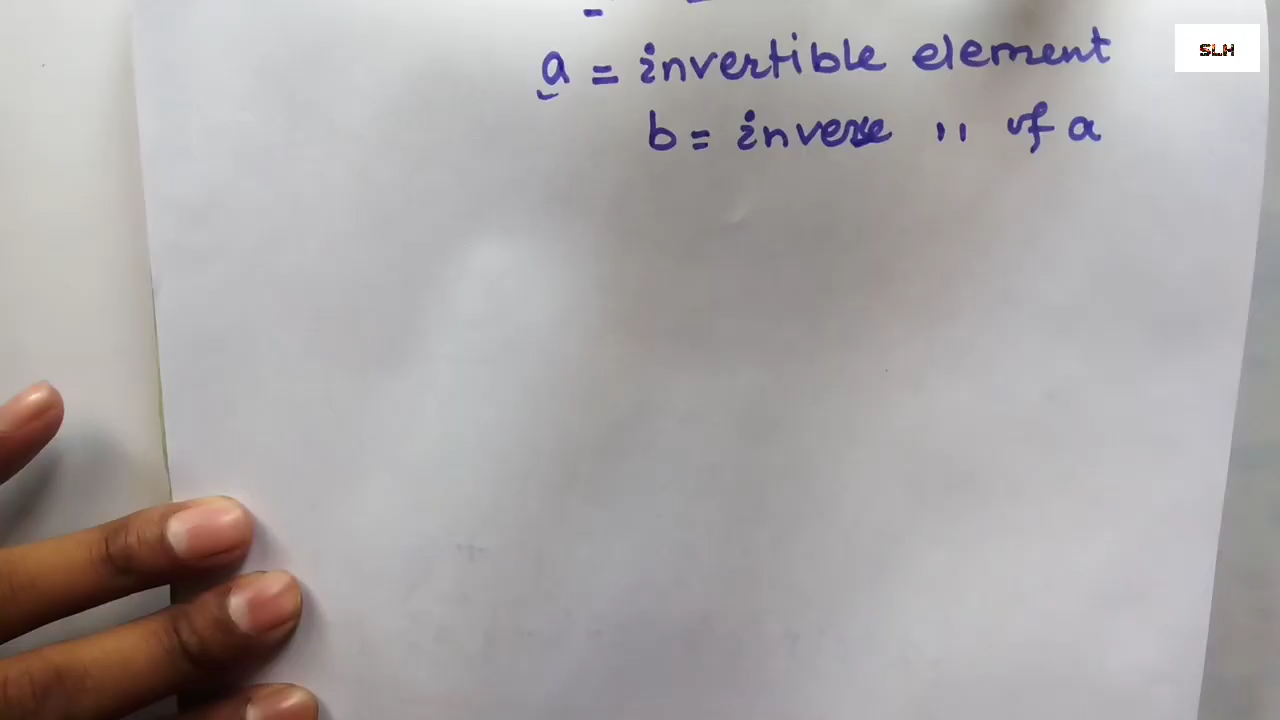 SLH
a = invertible element
b = inverse " of a